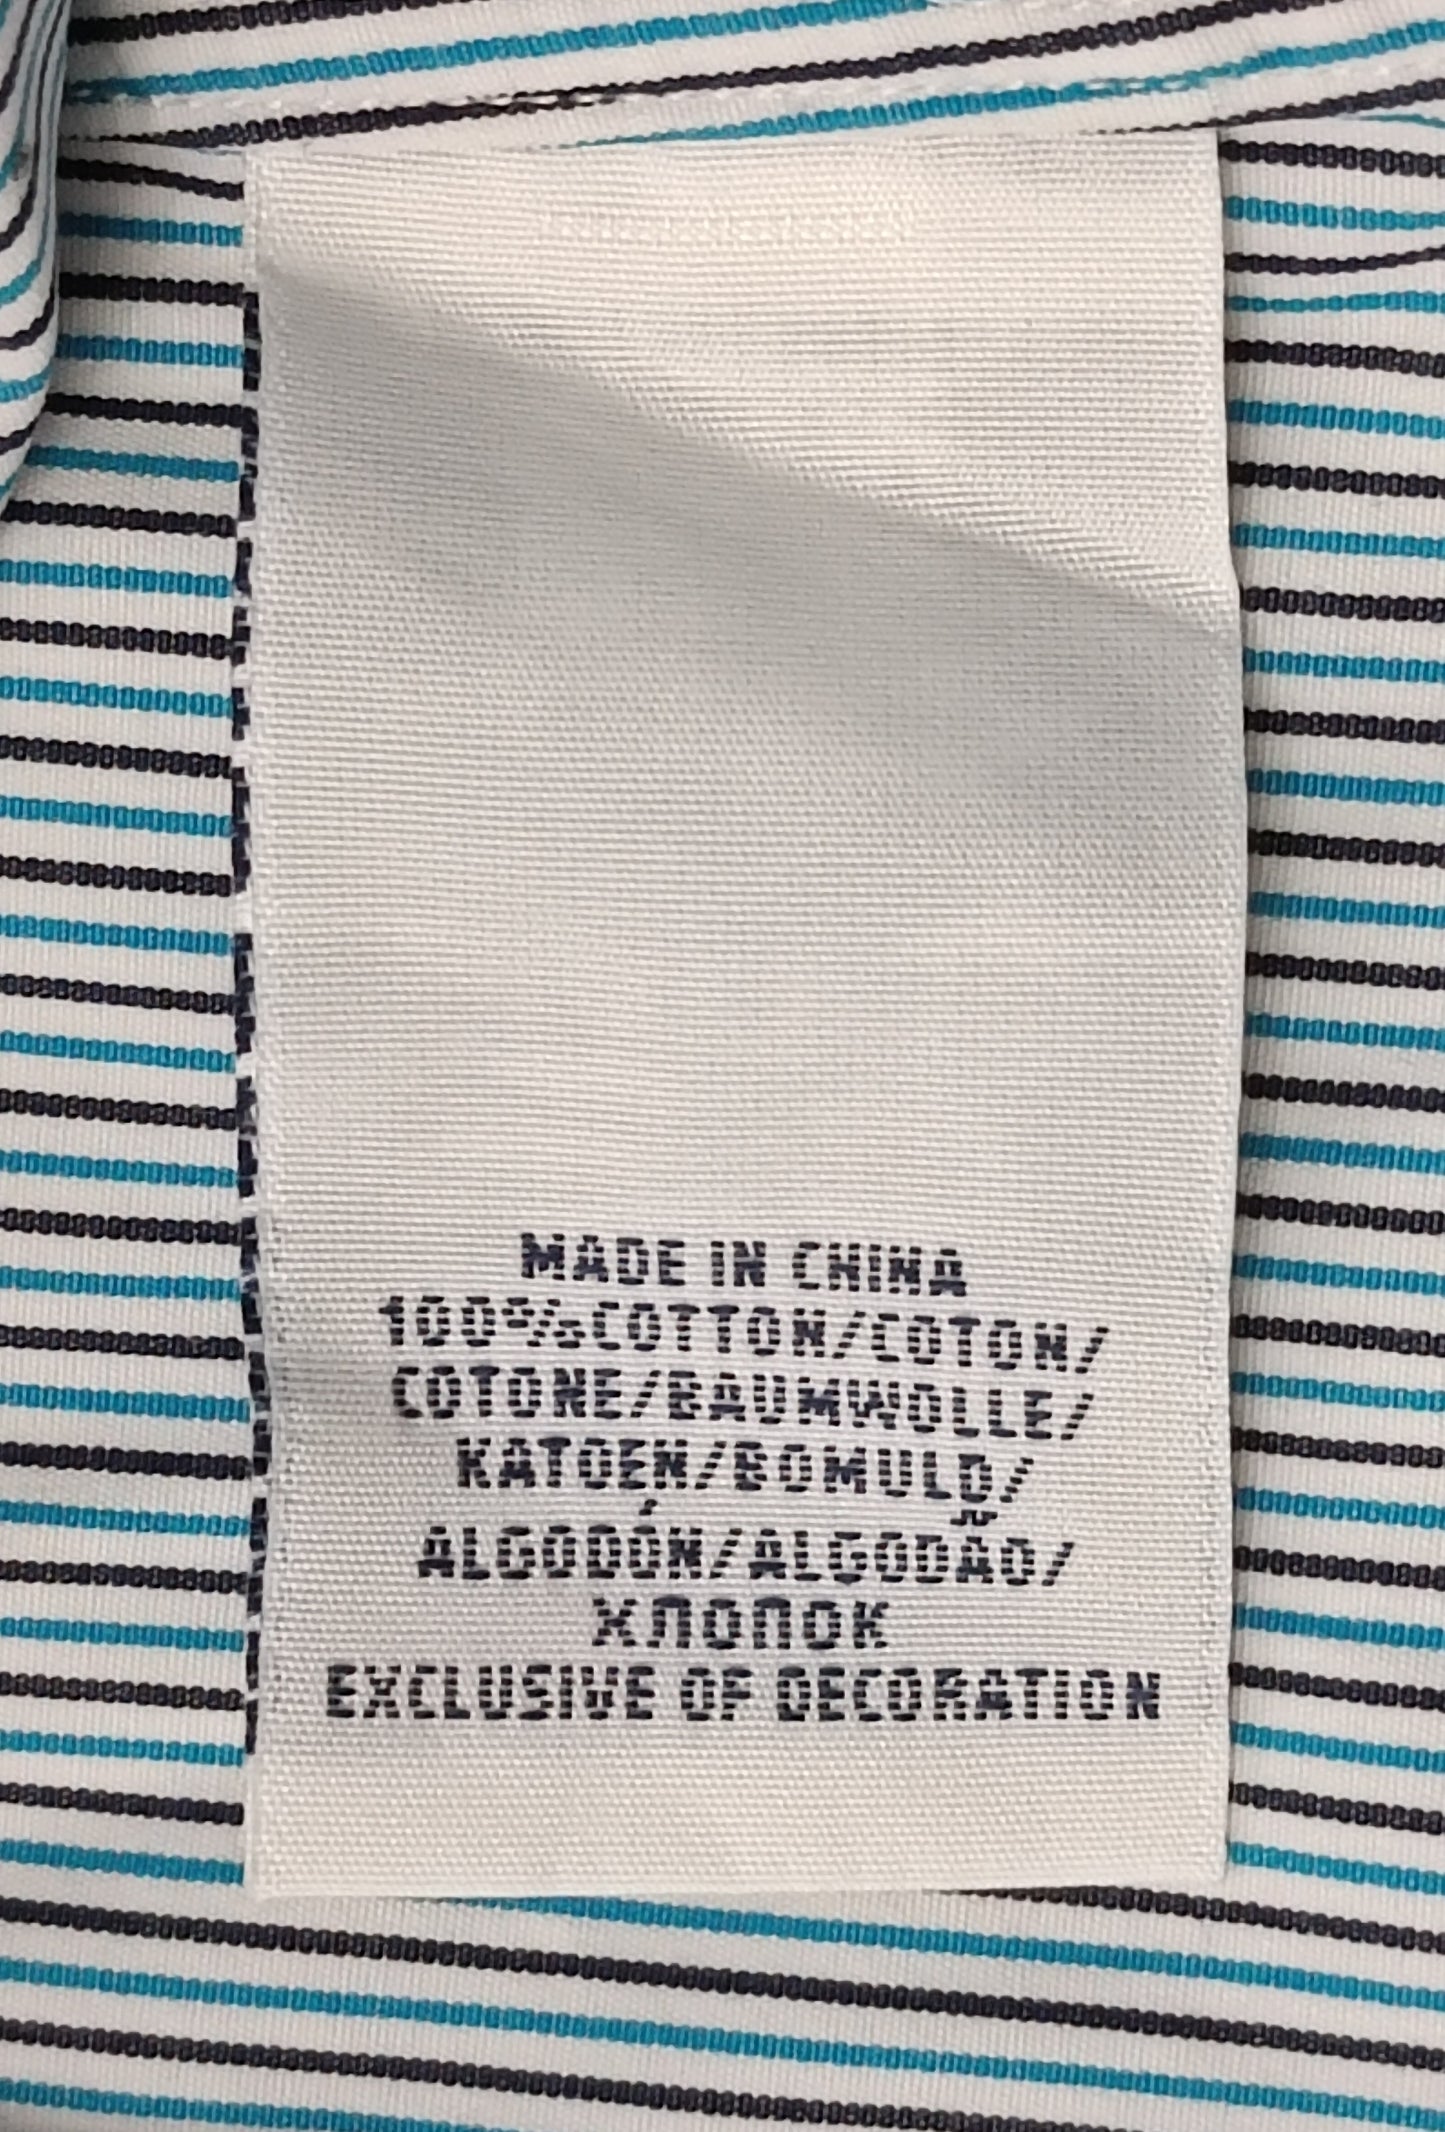 MADE IN CHINA
100%COTTON/COTON/
COTONE/BAUMWOLLE/
KATOEN/BOMULD/
ALGODÓN/ALGODÃO/
ХЛОПОК
EXCLUSIVE OF DECORATION